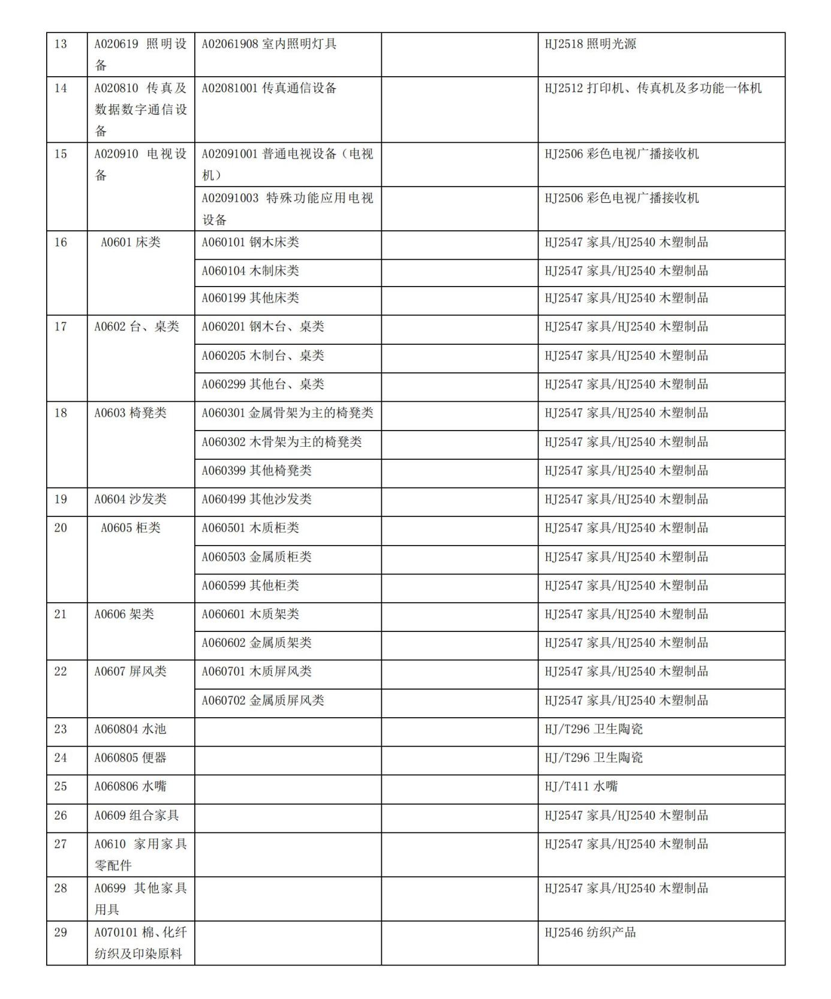 13 A020619 照明设 A02061908 室内照明灯具 HJ2518 照明光源
备
14 A020810 传真及 A02081001 传真通信设备 HJ2512 打印机、传真机及多功能一体机
数据数字通信设
备
15 A020910 电视设 A02091001 普通电视设备（电视 HJ2506 彩色电视广播接收机
备 机）
A02091003 特殊功能应用电视 HJ2506 彩色电视广播接收机
设备
16 A0601 床类 A060101 钢木床类 HJ2547 家具/HJ2540 木塑制品
A060104 木制床类 HJ2547 家具/HJ2540 木塑制品
A060199 其他床类 HJ2547 家具/HJ2540 木塑制品
17 A0602 台、桌类 A060201 钢木台、桌类 HJ2547 家具/HJ2540 木塑制品
A060205 木制台、桌类 HJ2547 家具/HJ2540 木塑制品
A060299 其他台、桌类 HJ2547 家具/HJ2540 木塑制品
18 A0603 椅凳类 A060301 金属骨架为主的椅凳类 HJ2547 家具/HJ2540 木塑制品
A060302 木骨架为主的椅凳类 HJ2547 家具/HJ2540 木塑制品
A060399 其他椅凳类 HJ2547 家具/HJ2540 木塑制品
19 A0604 沙发类 A060499 其他沙发类 HJ2547 家具/HJ2540 木塑制品
20 A0605 柜类 A060501 木质柜类 HJ2547 家具/HJ2540 木塑制品
A060503 金属质柜类 HJ2547 家具/HJ2540 木塑制品
A060599 其他柜类 HJ2547 家具/HJ2540 木塑制品
21 A0606 架类 A060601 木质架类 HJ2547 家具/HJ2540 木塑制品
A060602 金属质架类 HJ2547 家具/HJ2540 木塑制品
22 A0607 屏风类 A060701 木质屏风类 HJ2547 家具/HJ2540 木塑制品
A060702 金属质屏风类 HJ2547 家具/HJ2540 木塑制品
23 A060804 水池 HJ/T296 卫生陶瓷
24 A060805 便器 HJ/T296 卫生陶瓷
25 A060806 水嘴 HJ/T411 水嘴
26 A0609 组合家具 HJ2547 家具/HJ2540 木塑制品
27 A0610 家用家具 HJ2547 家具/HJ2540 木塑制品
零配件
28 A0699 其他家具 HJ2547 家具/HJ2540 木塑制品
用具
29 A070101 棉、化纤 HJ2546 纺织产品
纺织及印染原料